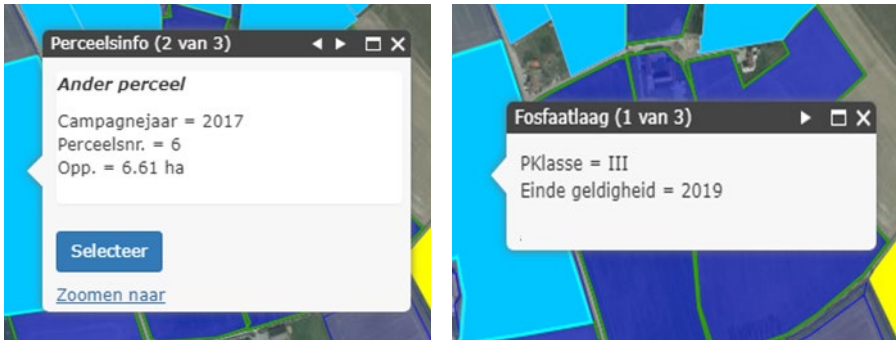 Perceelsinfo (2 van 3)
Ander perceel
Campagnejaar = 2017
Perceelsnr. = 6
Opp. = 6.61 ha
Selecteer
Zoomen naar
Fosfaatlaag (1 van 3)
PKlasse = III
Einde geldigheid = 2019